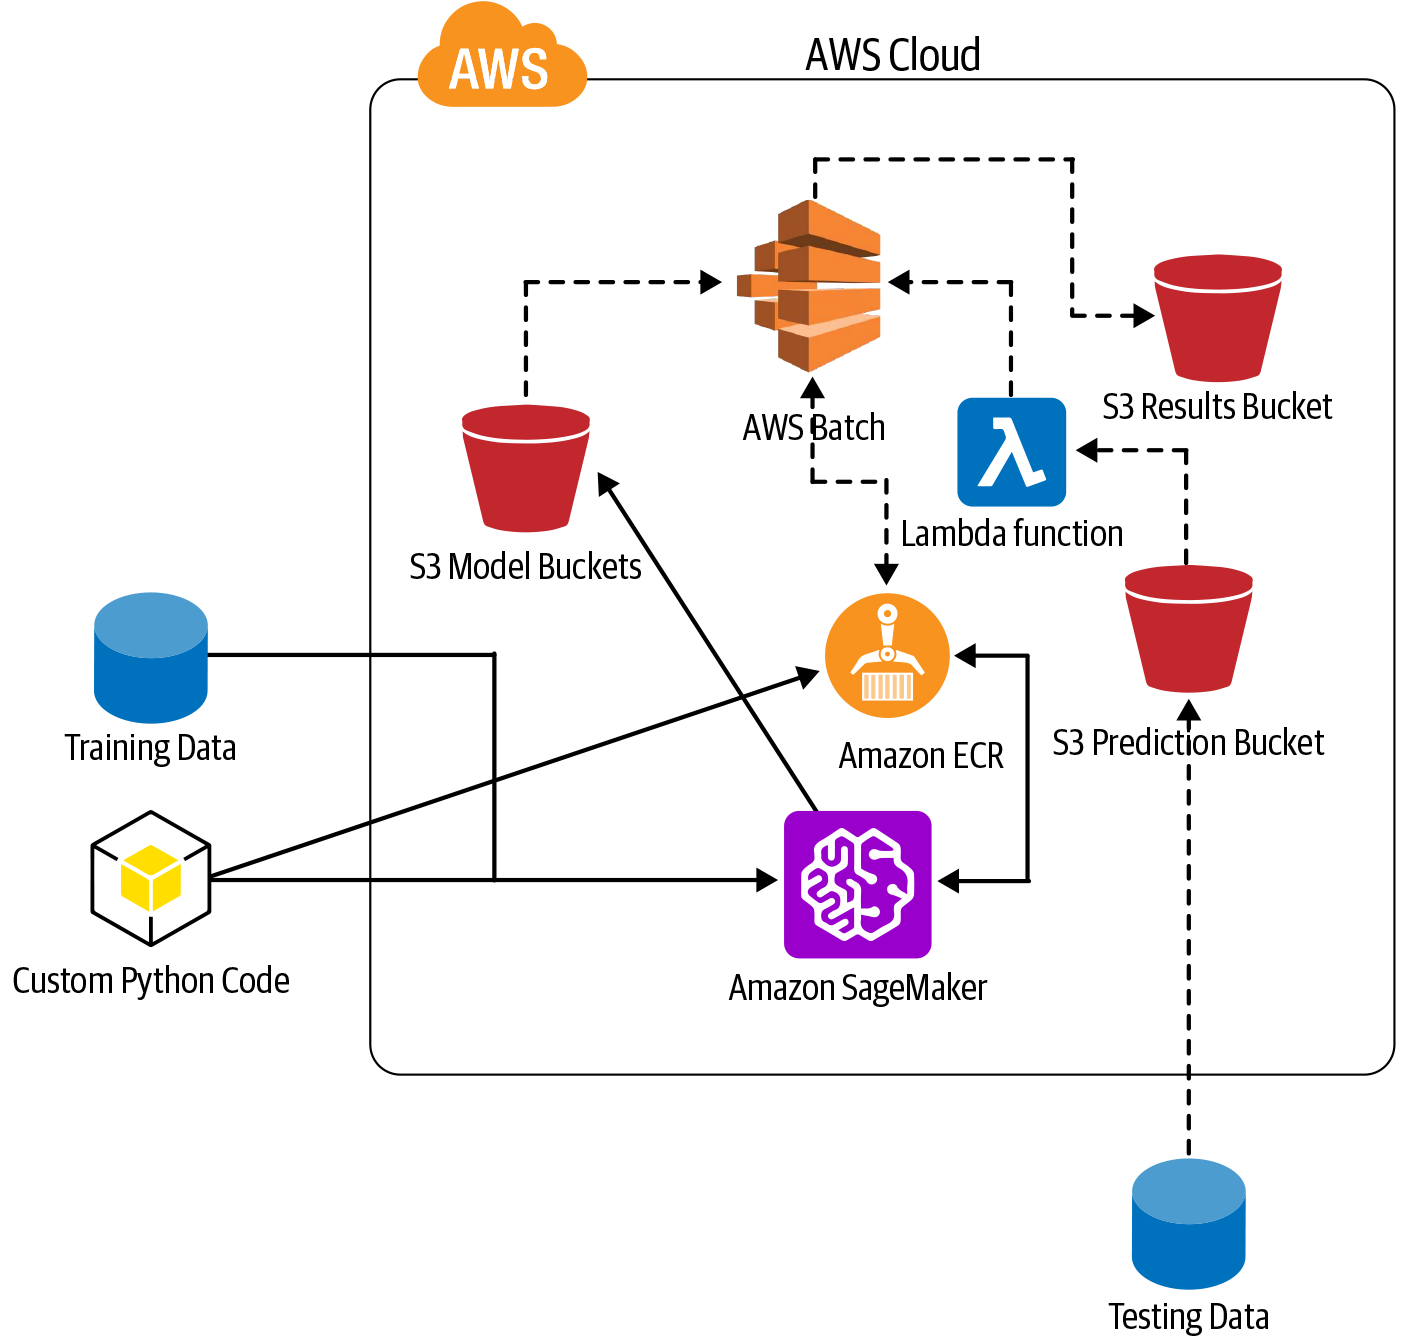 AWS
AWS Cloud
S3 Results Bucket
AWS Batch
Lambda function
S3 Model Buckets
Training Data
Amazon ECR
S3 Prediction Bucket
Custom Python Code
Amazon SageMaker
Testing Data